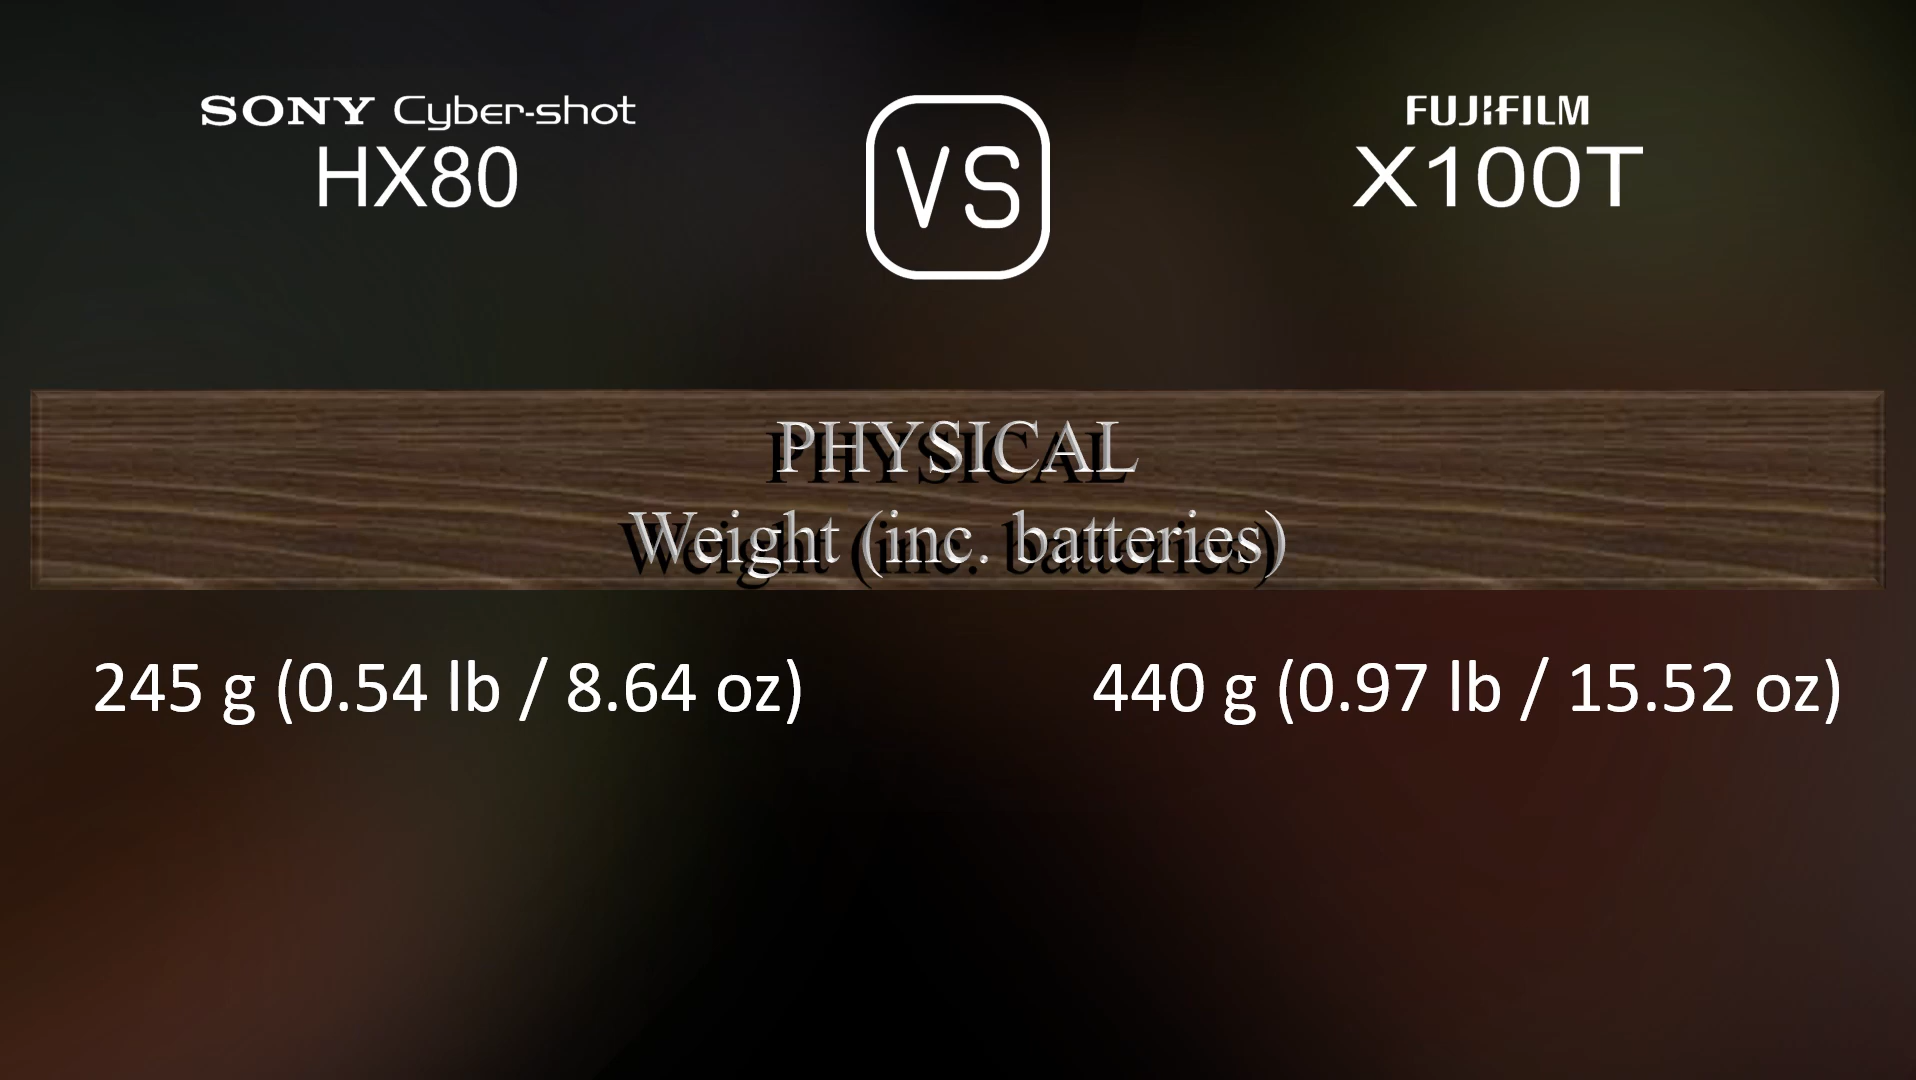 SONY Cyber-shot
HX80
VS
FUJIFILM
X100T
PHYSICAL
Weight (inc. batteries)
245 g (0.54 lb / 8.64 oz)
440 g (0.97 lb / 15.52 oz)